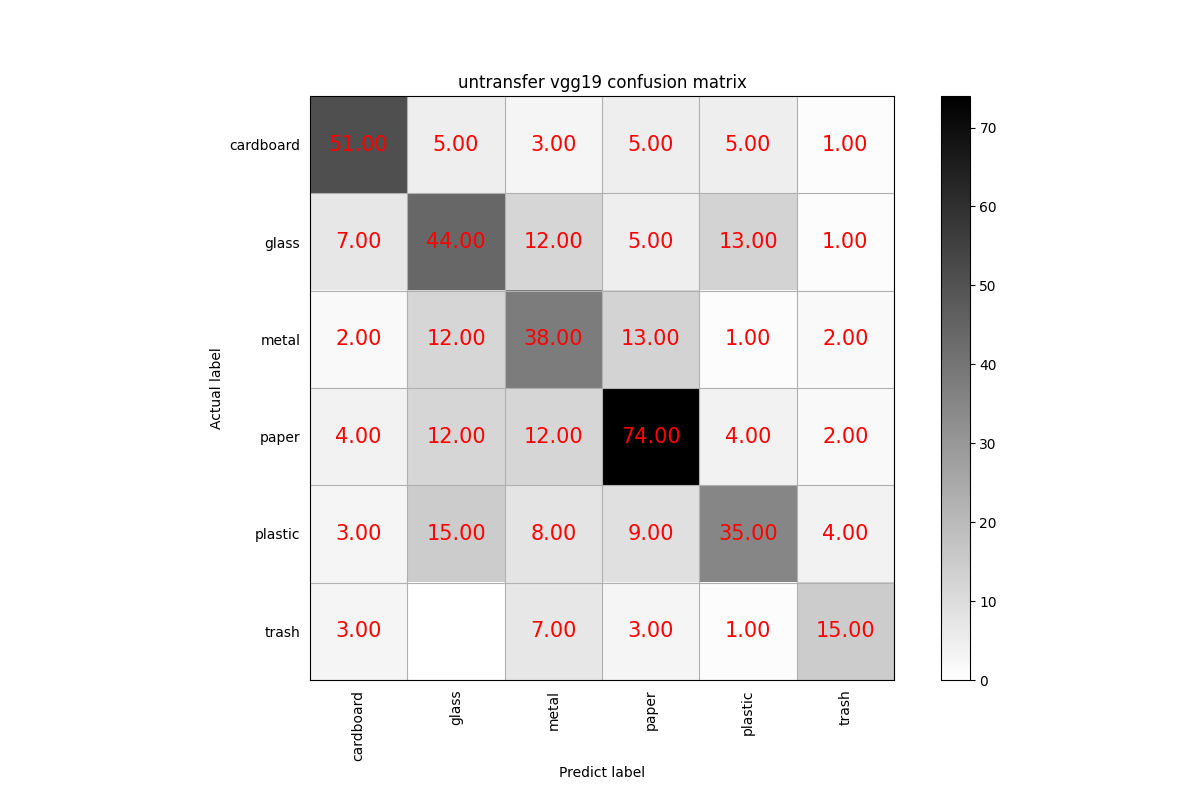 untransfer vgg19 confusion matrix
cardboard 51.00 5.00 3.00 5.00 5.00 1.00
glass 7.00 44.00 12.00 5.00 13.00 1.00
metal 2.00 12.00 38.00 13.00 1.00 2.00
paper 4.00 12.00 12.00 74.00 4.00 2.00
plastic 3.00 15.00 8.00 9.00 35.00 4.00
trash 3.00 7.00 3.00 1.00 15.00
cardboard glass metal paper plastic trash
Predict label
Actual label
70
60
50
40
30
20
10
0